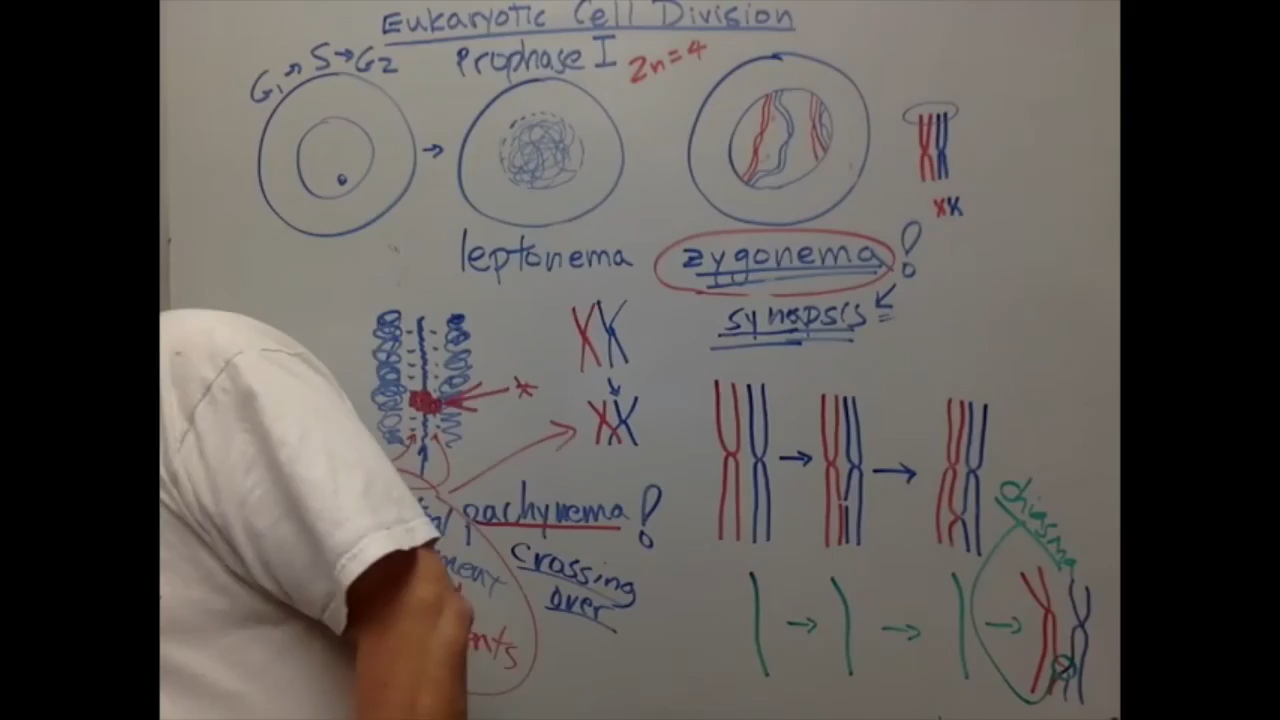 Eukaryotic Cell Division
G1 → S → G2
Prophase I
2n=4
leptonema
zygonema!
synapsis
pachynema!
crossing
over
chiasma